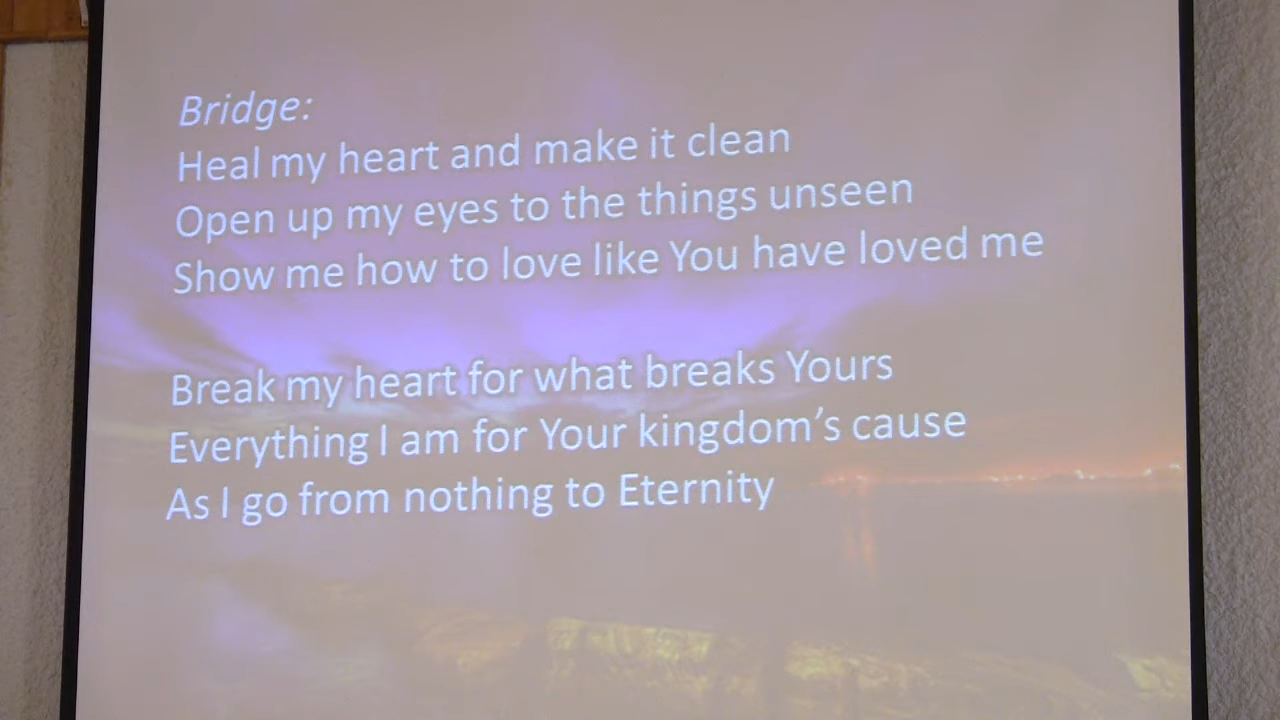 Bridge:
Heal my heart and make it clean
Open up my eyes to the things unseen
Show me how to love like You have loved me
Break my heart for what breaks Yours
Everything I am for Your kingdom's cause
As I go from nothing to Eternity